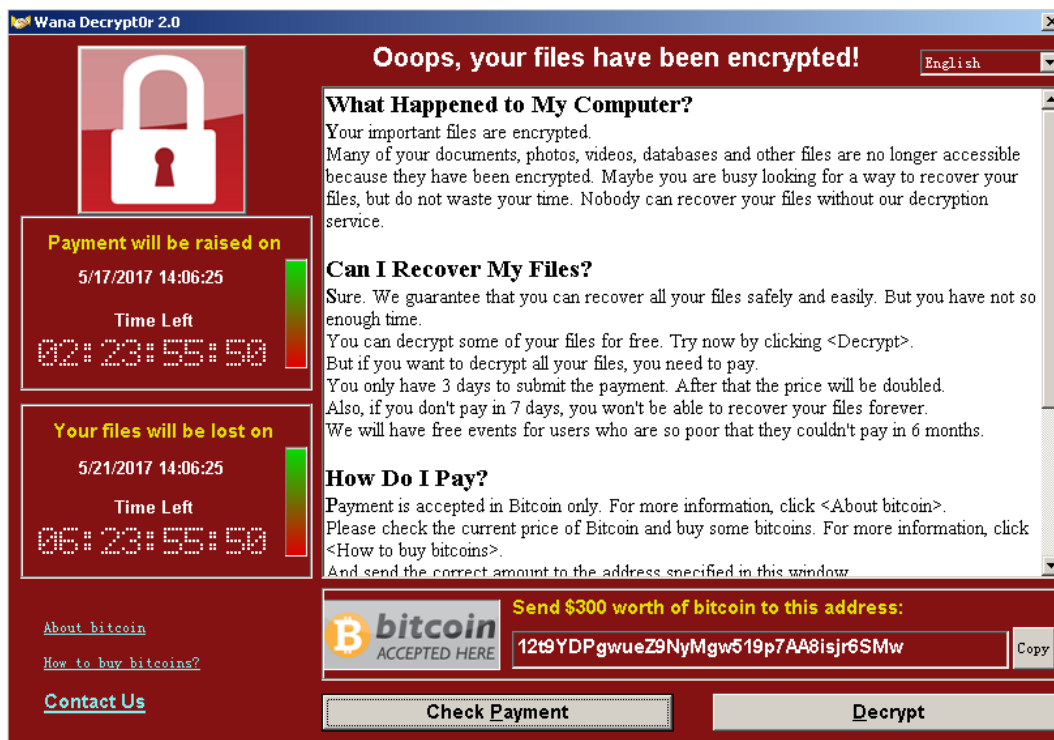 Wana Decrypt0r 2.0
Ooops, your files have been encrypted!
English
Payment will be raised on
5/17/2017 14:06:25
Time Left
02:23:55:50
Your files will be lost on
5/21/2017 14:06:25
Time Left
06:23:55:50
About bitcoin
How to buy bitcoins?
Contact Us
What Happened to My Computer?
Your important files are encrypted.
Many of your documents, photos, videos, databases and other files are no longer accessible
because they have been encrypted. Maybe you are busy looking for a way to recover your
files, but do not waste your time. Nobody can recover your files without our decryption
service.
Can I Recover My Files?
Sure. We guarantee that you can recover all your files safely and easily. But you have not so
enough time.
You can decrypt some of your files for free. Try now by clicking <Decrypt>.
But if you want to decrypt all your files, you need to pay.
You only have 3 days to submit the payment. After that the price will be doubled.
Also, if you don't pay in 7 days, you won't be able to recover your files forever.
We will have free events for users who are so poor that they couldn't pay in 6 months.
How Do I Pay?
Payment is accepted in Bitcoin only. For more information, click <About bitcoin>.
Please check the current price of Bitcoin and buy some bitcoins. For more information, click
<How to buy bitcoins>.
And send the correct amount to the address specified in this window.
bitcoin
ACCEPTED HERE
Send $300 worth of bitcoin to this address:
12t9YDPgwueZ9NyMgw519p7AA8isjr6SMw
Copy
Check Payment
Decrypt